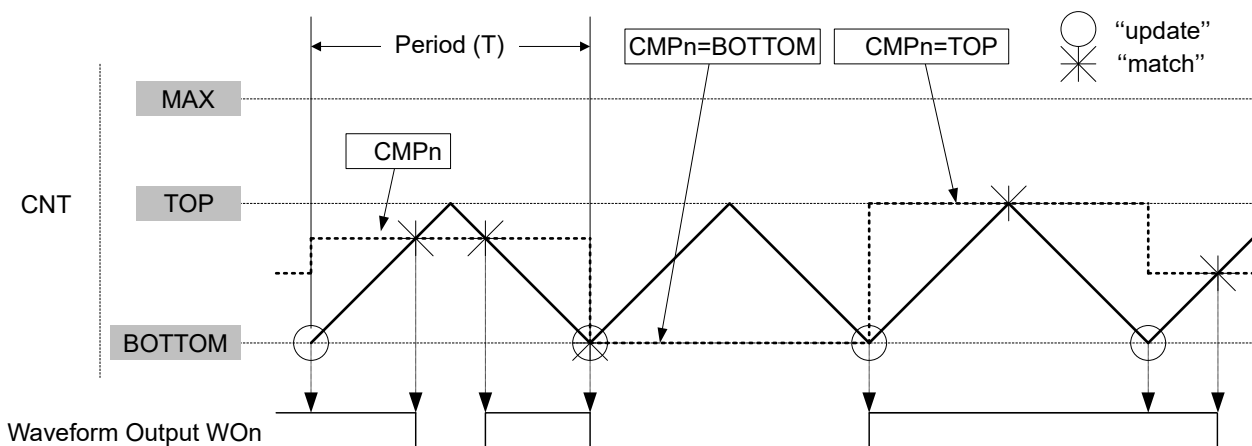 Period (T)
CMPn=BOTTOM
CMPn=TOP
“update”
“match”
MAX
CMPn
CNT
TOP
BOTTOM
Waveform Output WOn